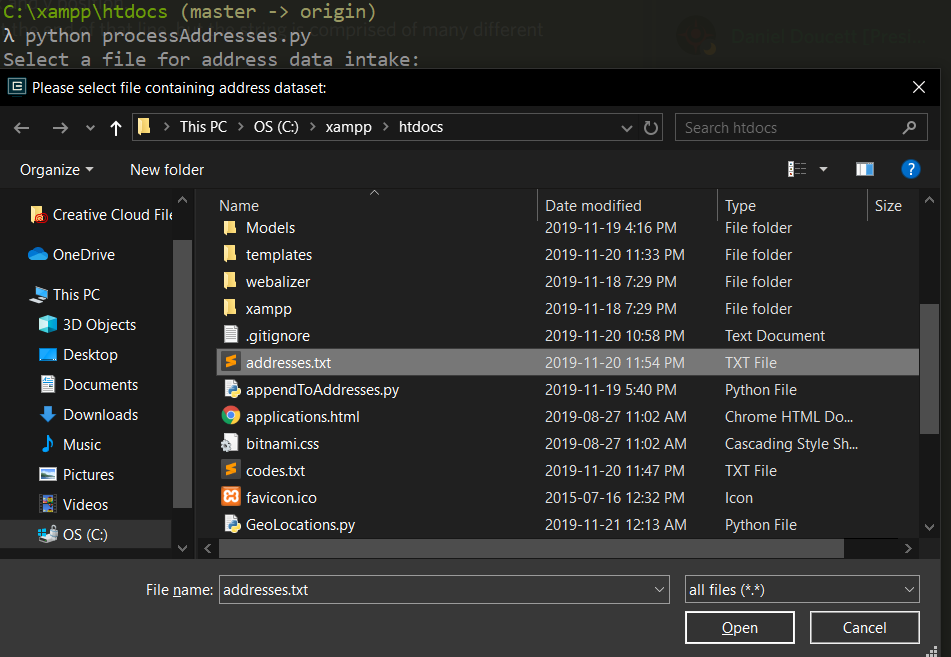 C:\xampp\htdocs (master -> origin)
λ python processAddresses.py
Select a file for address data intake:
Please select file containing address dataset:
This PC > OS (C:) > xampp > htdocs
Search htdocs
Organize
New folder
Name Date modified Type Size
Creative Cloud File
OneDrive
This PC
3D Objects
Desktop
Documents
Downloads
Music
Pictures
Videos
OS (C:)
Models 2019-11-19 4:16 PM File folder
templates 2019-11-20 11:33 PM File folder
webalizer 2019-11-18 7:29 PM File folder
xampp 2019-11-18 7:29 PM File folder
.gitignore 2019-11-20 10:58 PM Text Document
addresses.txt 2019-11-20 11:54 PM TXT File
appendToAddresses.py 2019-11-19 5:40 PM Python File
applications.html 2019-08-27 11:02 AM Chrome HTML Do...
bitnami.css 2019-08-27 11:02 AM Cascading Style Sh...
codes.txt 2019-11-20 11:47 PM TXT File
favicon.ico 2015-07-16 12:32 PM Icon
GeoLocations.py 2019-11-21 12:13 AM Python File
File name: addresses.txt
all files (*.*)
Open
Cancel